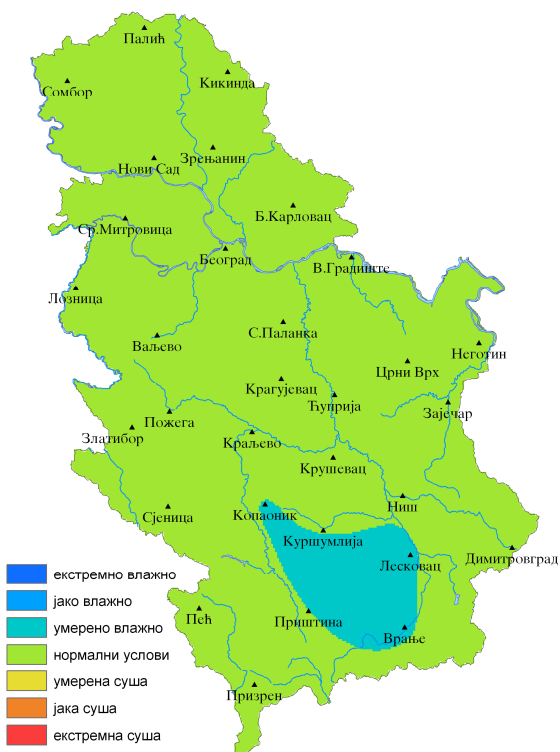 Палић
Кикинда
Сомбор
Зрењанин
Нови Сад
Б.Карловац
Ср.Митровица
Београд
В.Градиште
Лозница
С.Паланка
Ваљево
Неготин
Црни Врх
Крагујевац
Ћуприја
Зајечар
Пожега
Златибор
Краљево
Крушевац
Ниш
Копаоник
Сјеница
Куршумлија
Димитровград
Лесковац
Пећ
Приштина
Врање
Призрен
екстремно влажно
јако влажно
умерено влажно
нормални услови
умерена суша
јака суша
екстремна суша